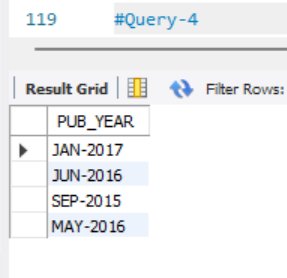 119 #Query-4
Result Grid Filter Rows:
PUB_YEAR
JAN-2017
JUN-2016
SEP-2015
MAY-2016